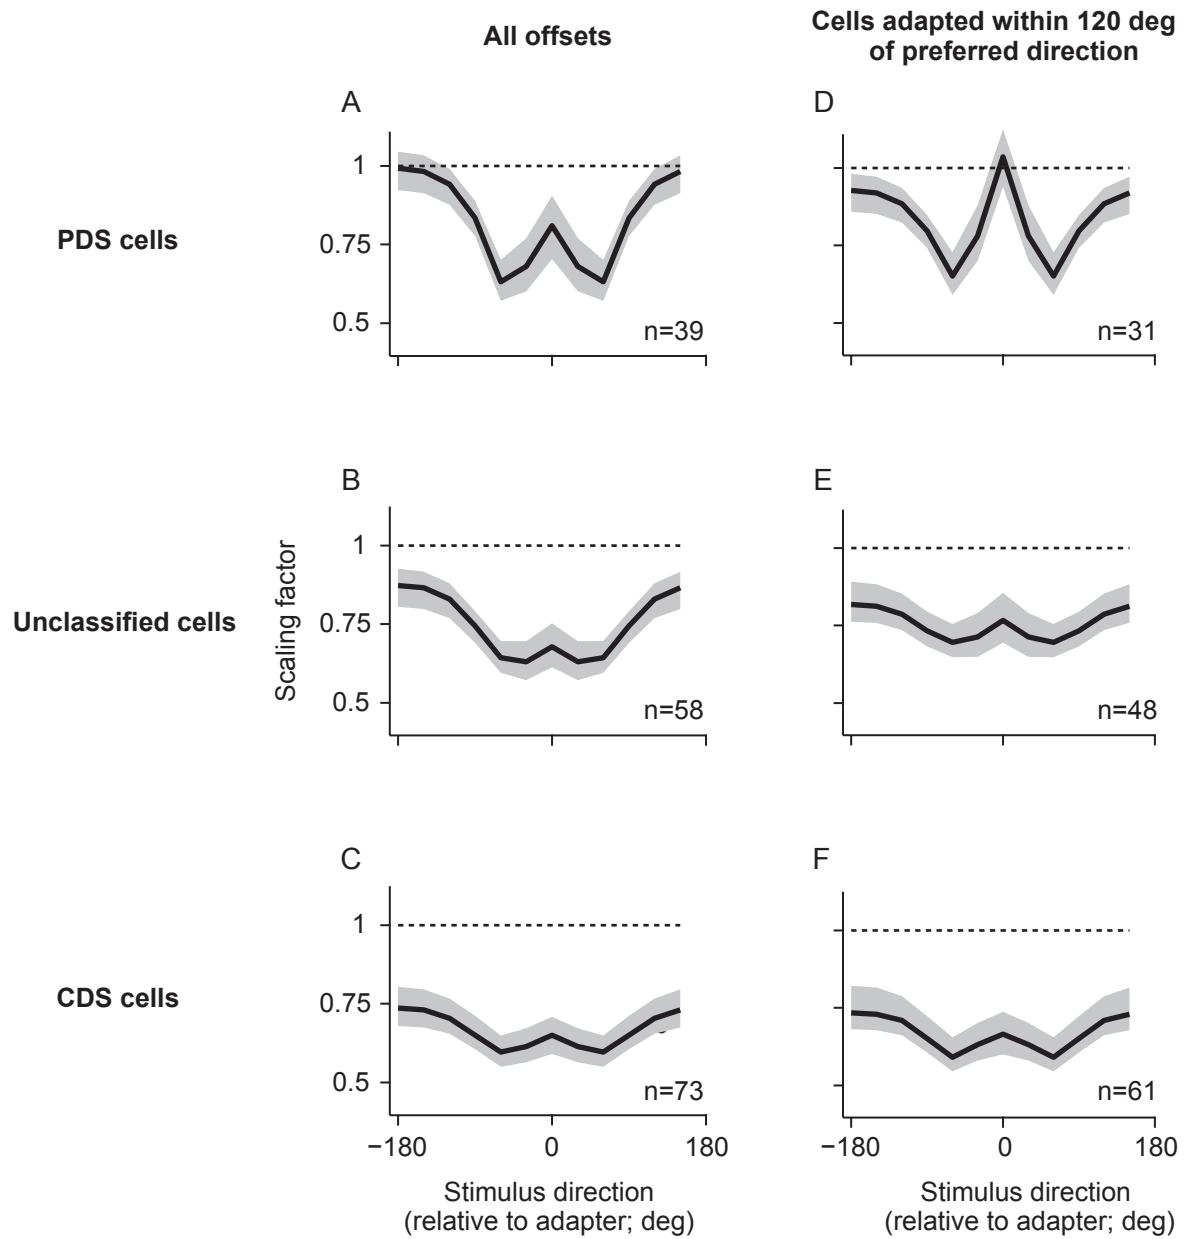 All offsets
Cells adapted within 120 deg
of preferred direction
PDS cells
A
1
0.75
0.5
n=39
D
n=31
Unclassified cells
Scaling factor
B
1
0.75
0.5
n=58
E
n=48
CDS cells
C
1
0.75
0.5
n=73
−180
0
180
Stimulus direction
(relative to adapter; deg)
F
n=61
−180
0
180
Stimulus direction
(relative to adapter; deg)